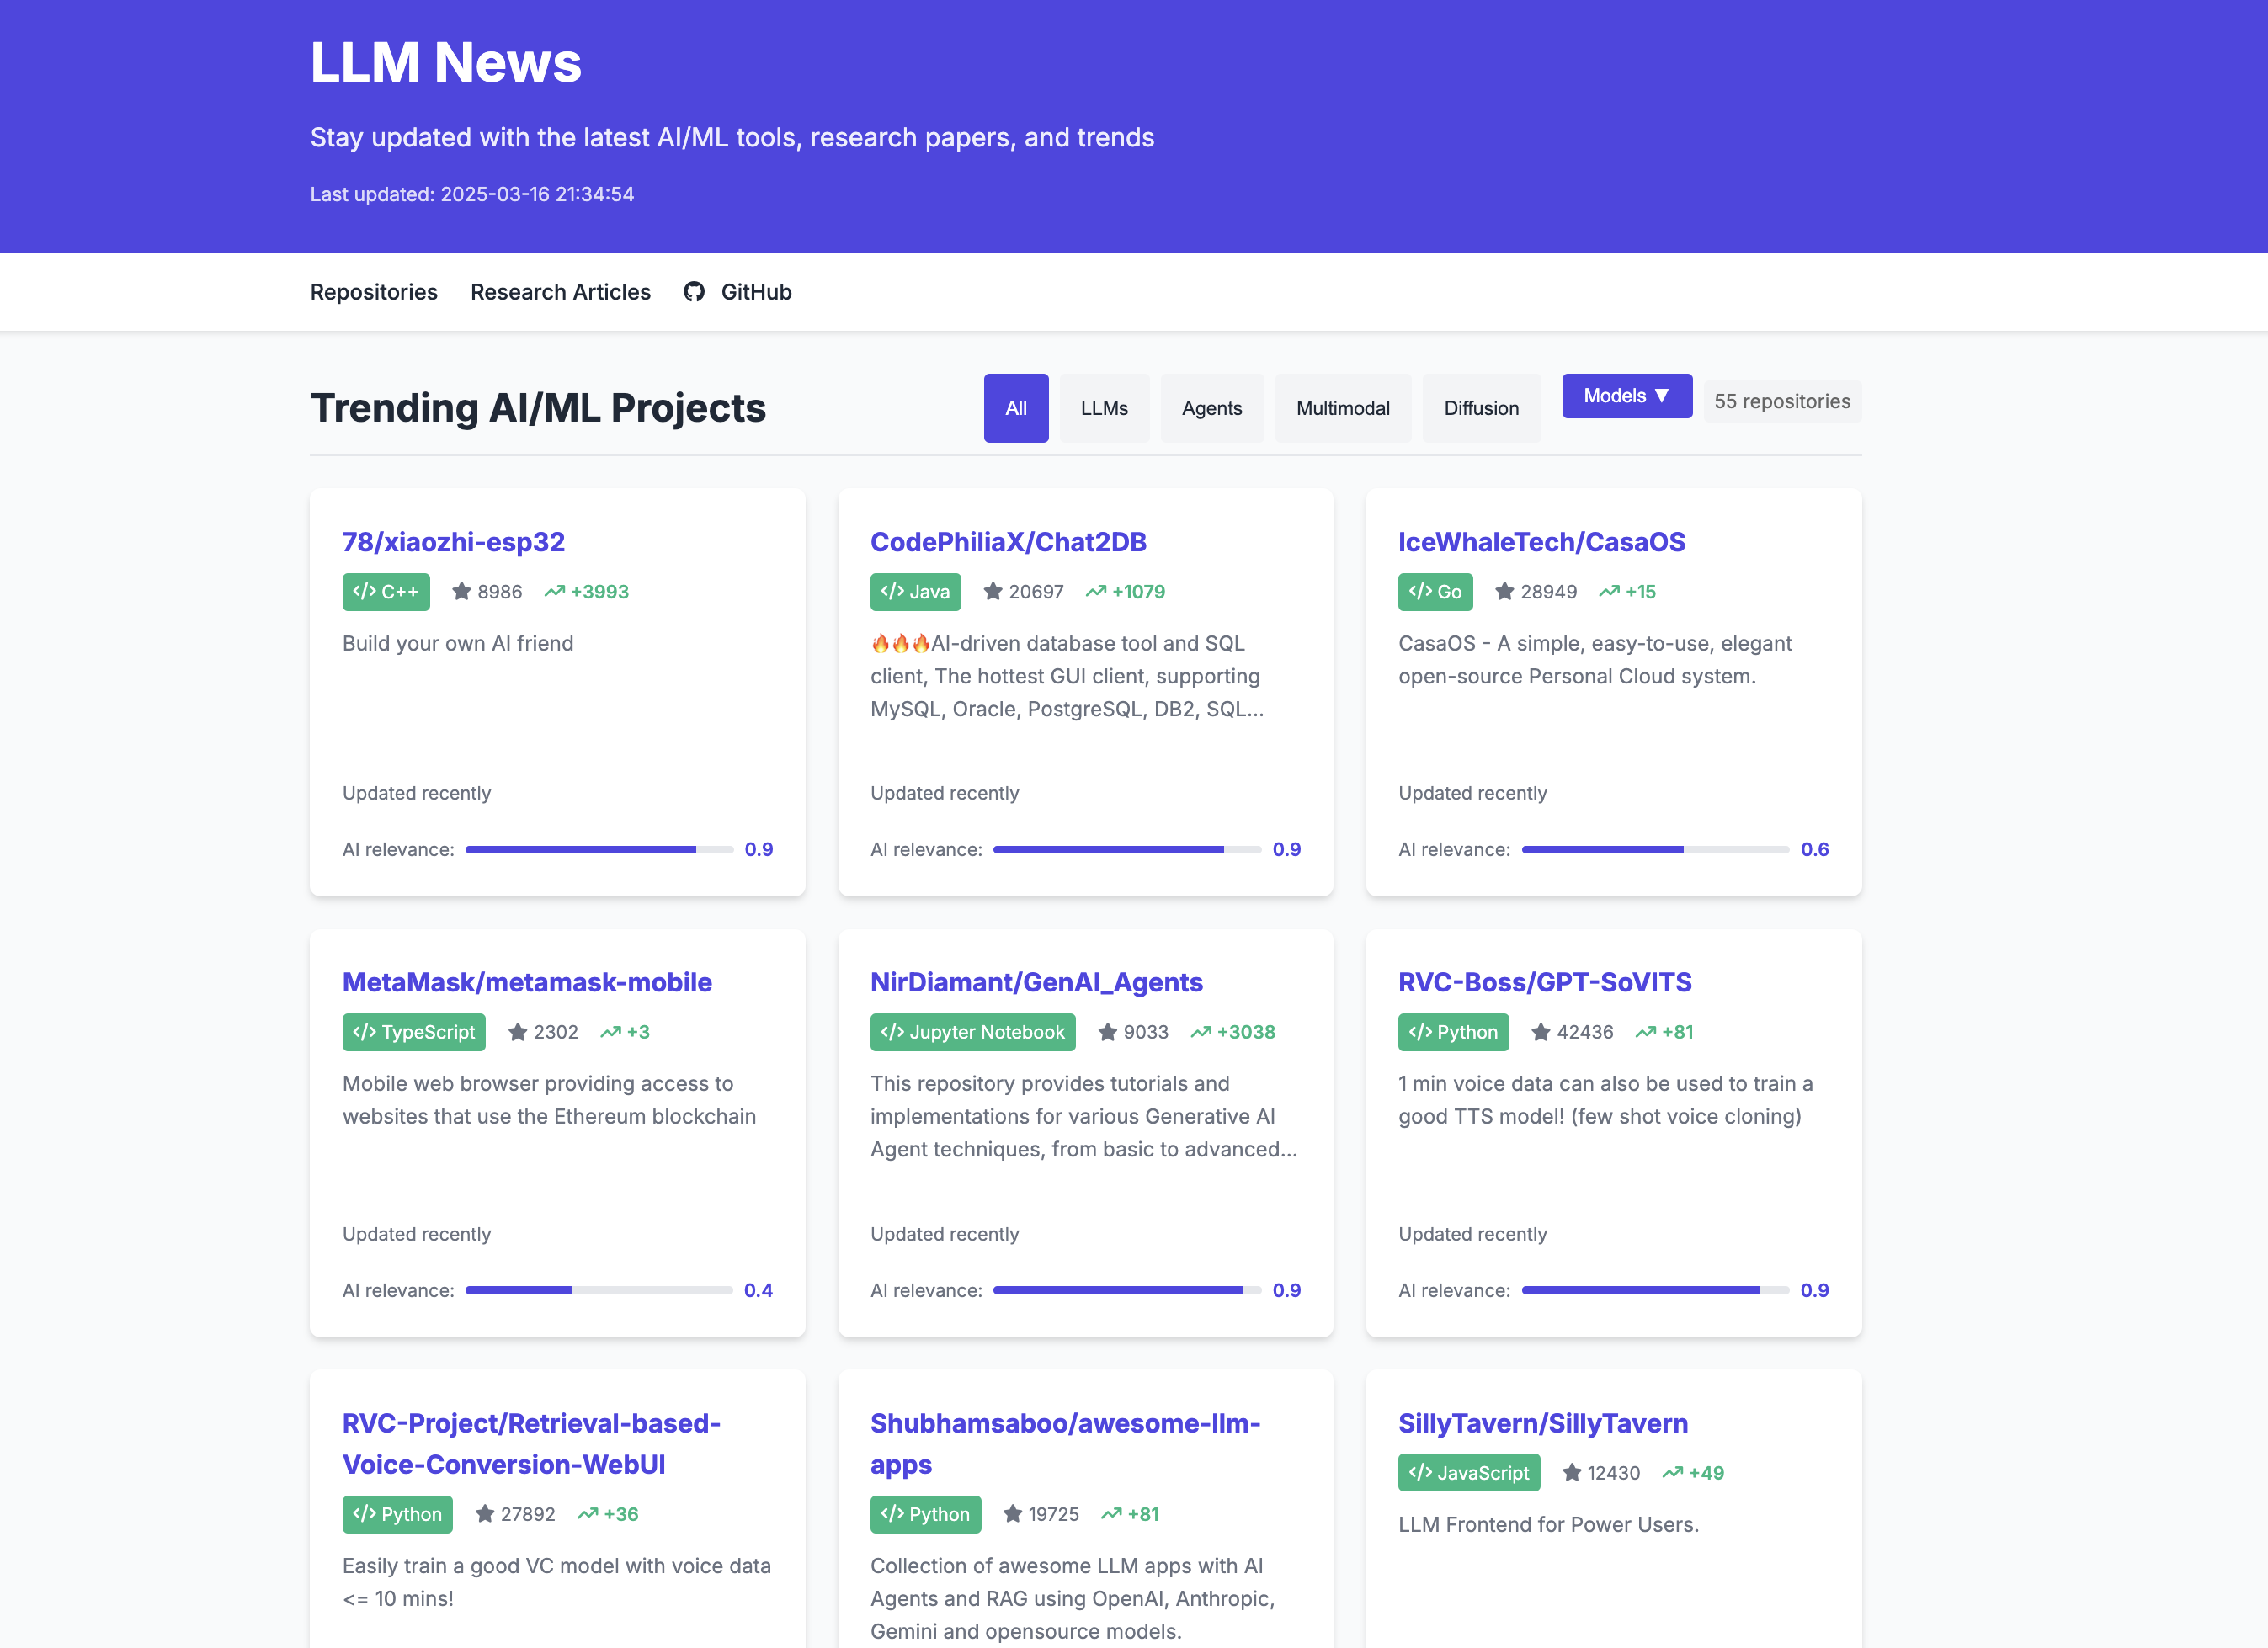 LLM News
Stay updated with the latest AI/ML tools, research papers, and trends
Last updated: 2025-03-16 21:34:54
Repositories
Research Articles
GitHub
Trending AI/ML Projects
All
LLMs
Agents
Multimodal
Diffusion
Models ▼
55 repositories
78/xiaozhi-esp32
</> C++ ★ 8986 +3993
Build your own AI friend
Updated recently
AI relevance: 0.9
CodePhiliaX/Chat2DB
</> Java ★ 20697 +1079
🔥🔥🔥AI-driven database tool and SQL
client, The hottest GUI client, supporting
MySQL, Oracle, PostgreSQL, DB2, SQL...
Updated recently
AI relevance: 0.9
IceWhaleTech/CasaOS
</> Go ★ 28949 +15
CasaOS - A simple, easy-to-use, elegant
open-source Personal Cloud system.
Updated recently
AI relevance: 0.6
MetaMask/metamask-mobile
</> TypeScript ★ 2302 +3
Mobile web browser providing access to
websites that use the Ethereum blockchain
Updated recently
AI relevance: 0.4
NirDiamant/GenAI_Agents
</> Jupyter Notebook ★ 9033 +3038
This repository provides tutorials and
implementations for various Generative AI
Agent techniques, from basic to advanced...
Updated recently
AI relevance: 0.9
RVC-Boss/GPT-SoVITS
</> Python ★ 42436 +81
1 min voice data can also be used to train a
good TTS model! (few shot voice cloning)
Updated recently
AI relevance: 0.9
RVC-Project/Retrieval-based-
Voice-Conversion-WebUI
</> Python ★ 27892 +36
Easily train a good VC model with voice data
<= 10 mins!
Shubhamsaboo/awesome-llm-
apps
</> Python ★ 19725 +81
Collection of awesome LLM apps with AI
Agents and RAG using OpenAI, Anthropic,
Gemini and opensource models.
SillyTavern/SillyTavern
</> JavaScript ★ 12430 +49
LLM Frontend for Power Users.